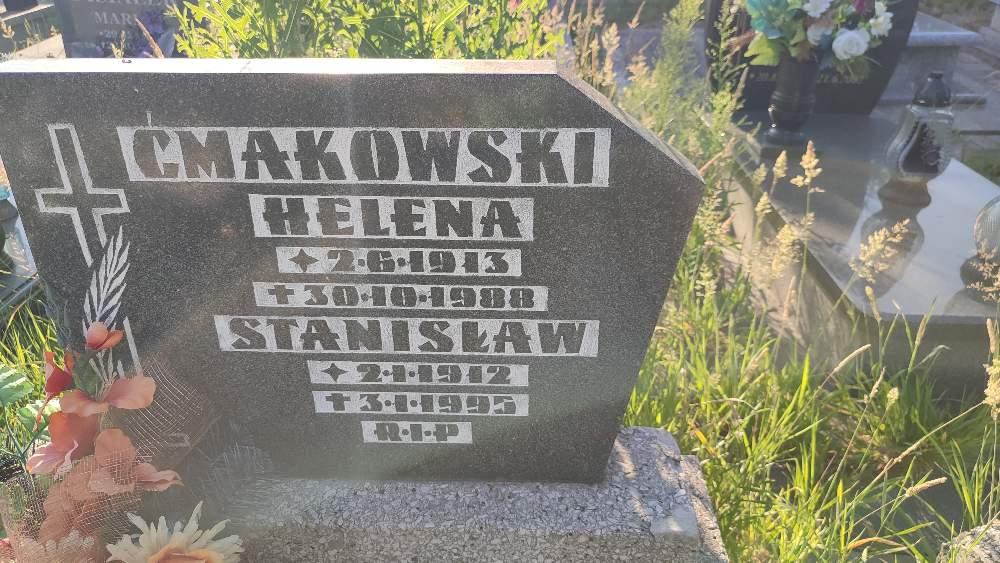 ĆMAKOWSKI
HELENA
✦ 2·6·1913
✝ 30·10·1988
STANISŁAW
✦ 2·1·1912
✝ 3·1·1995
R·I·P